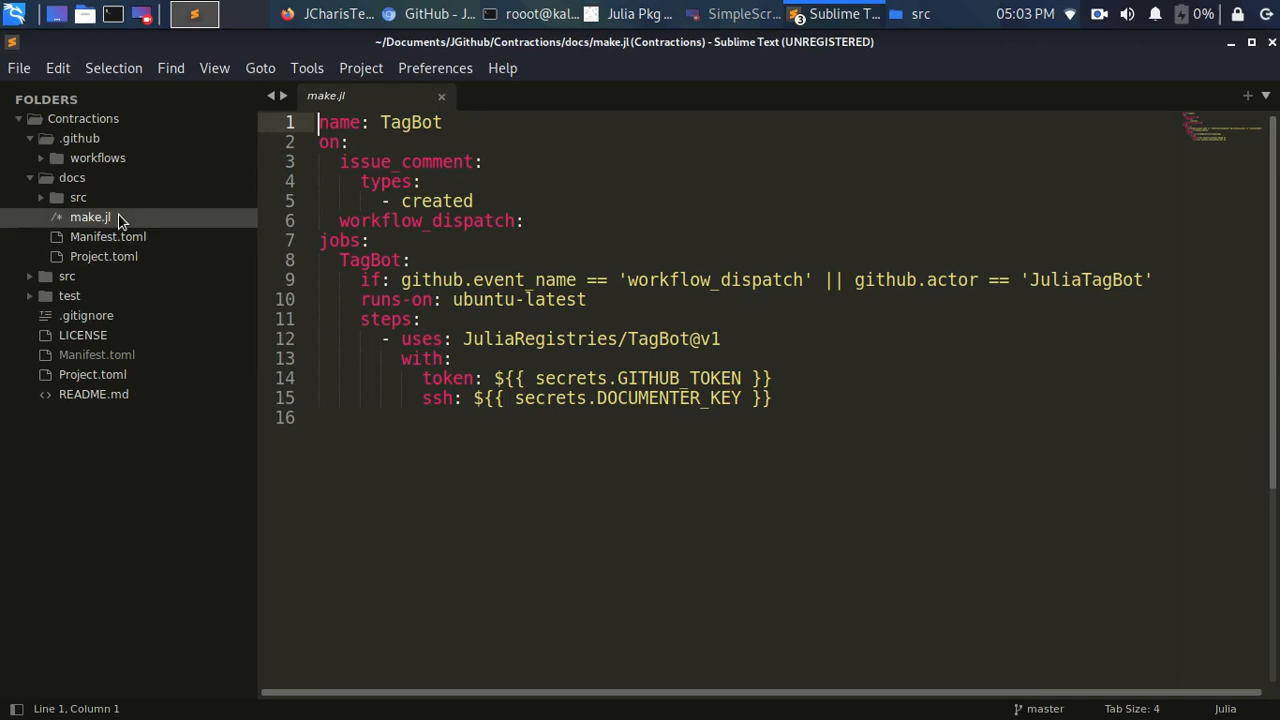 JCharisTe...
GitHub - J...
rooot@kal...
Julia Pkg ...
SimpleScr...
3
Sublime T...
src
05:03 PM
0%
~/Documents/JGithub/Contractions/docs/make.jl (Contractions) - Sublime Text (UNREGISTERED)
File Edit Selection Find View Goto Tools Project Preferences Help
FOLDERS
Contractions
.github
workflows
docs
src
make.jl
Manifest.toml
Project.toml
src
test
.gitignore
LICENSE
Manifest.toml
Project.toml
README.md
make.jl
1 name: TagBot
2 on:
3 issue_comment:
4 types:
5 - created
6 workflow_dispatch:
7 jobs:
8 TagBot:
9 if: github.event_name == 'workflow_dispatch' || github.actor == 'JuliaTagBot'
10 runs-on: ubuntu-latest
11 steps:
12 - uses: JuliaRegistries/TagBot@v1
13 with:
14 token: ${{ secrets.GITHUB_TOKEN }}
15 ssh: ${{ secrets.DOCUMENTER_KEY }}
16
Line 1, Column 1
master
Tab Size: 4
Julia